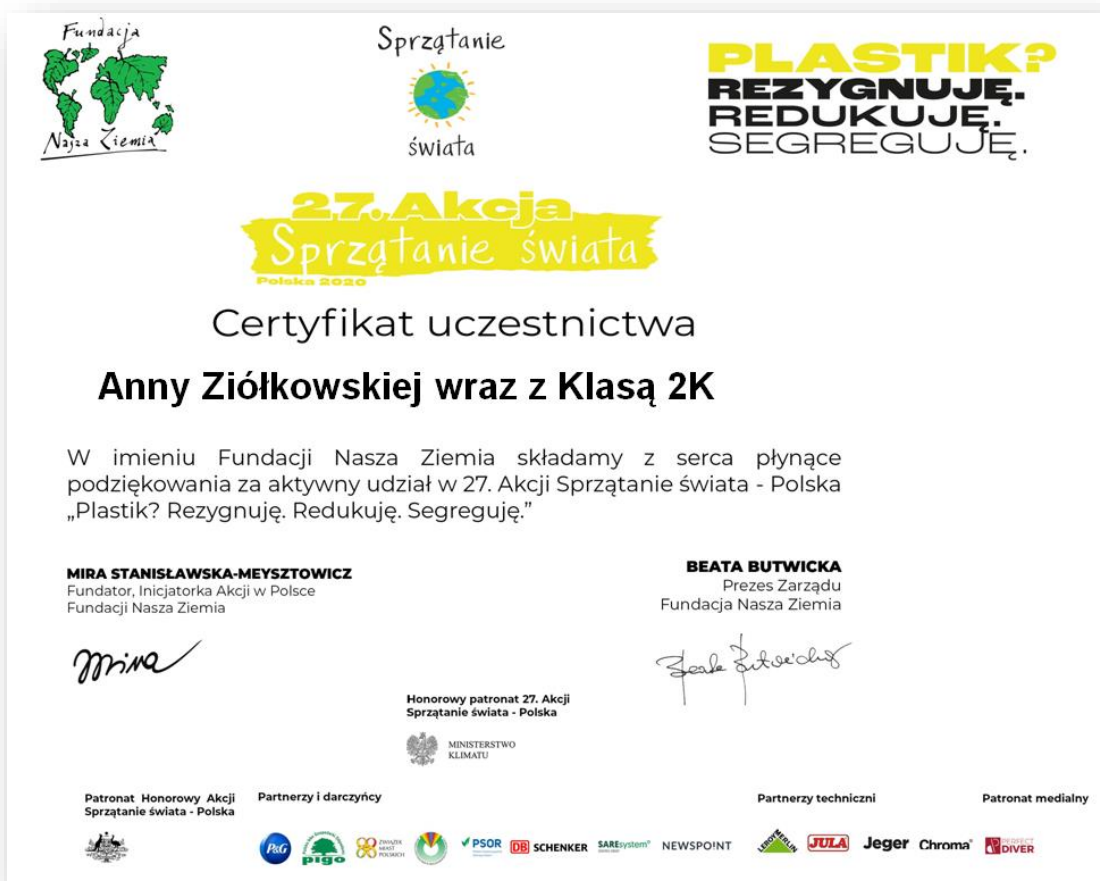 Fundacja
Nasza Ziemia
Sprzątanie
świata
PLASTIK?
REZYGNUJĘ.
REDUKUJĘ.
SEGREGUJĘ.
27. Akcja
Sprzątanie świata
Polska 2020
Certyfikat uczestnictwa
Anny Ziółkowskiej wraz z Klasą 2K
W imieniu Fundacji Nasza Ziemia składamy z serca płynące
podziękowania za aktywny udział w 27. Akcji Sprzątanie świata - Polska
„Plastik? Rezygnuję. Redukuję. Segreguję.”
MIRA STANISŁAWSKA-MEYSZTOWICZ
Fundator, Inicjatorka Akcji w Polsce
Fundacji Nasza Ziemia
Mira
BEATA BUTWICKA
Prezes Zarządu
Fundacja Nasza Ziemia
Beata Butwicka
Honorowy patronat 27. Akcji
Sprzątanie świata - Polska
MINISTERSTWO
KLIMATU
Patronat Honorowy Akcji
Sprzątanie świata - Polska
Partnerzy i darczyńcy
P&G
pigo
ZWIĄZEK
MIAST
POLSKICH
PSOR
DB SCHENKER
SAREsystem
NEWSPO!NT
Partnerzy techniczni
LEROY MERLIN
JULA
Jeger
Chroma
Patronat medialny
PERFECT
DIVER